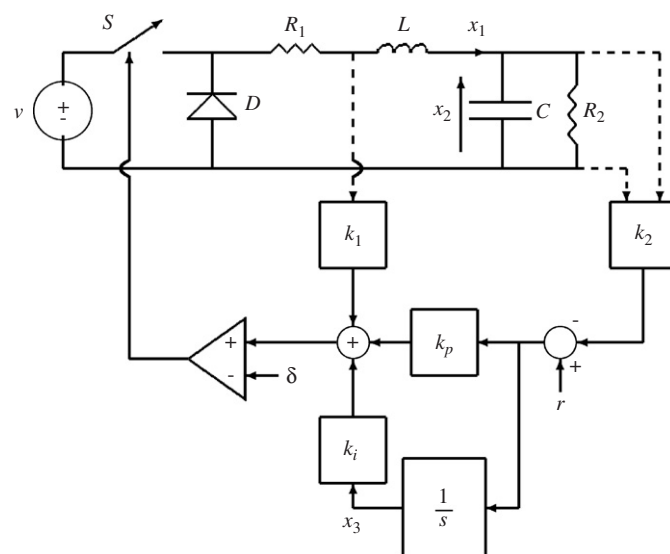 S
R1
L
x1
v
+
-
D
x2
C
R2
k1
k2
+
-
δ
+
kp
-
+
r
ki
x3
1
s